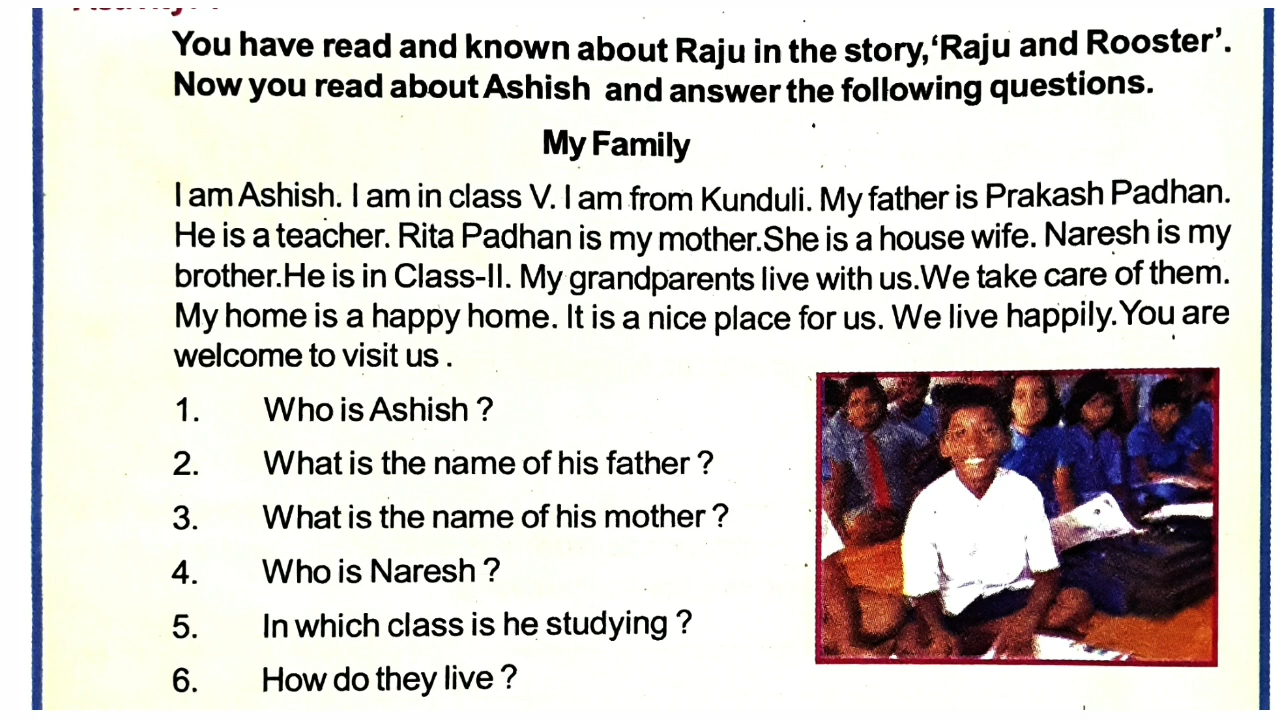 You have read and known about Raju in the story,‘Raju and Rooster’.
Now you read about Ashish and answer the following questions.
My Family
I am Ashish. I am in class V. I am from Kunduli. My father is Prakash Padhan.
He is a teacher. Rita Padhan is my mother.She is a house wife. Naresh is my
brother.He is in Class-II. My grandparents live with us.We take care of them.
My home is a happy home. It is a nice place for us. We live happily.You are
welcome to visit us .
1. Who is Ashish ?
2. What is the name of his father ?
3. What is the name of his mother ?
4. Who is Naresh ?
5. In which class is he studying ?
6. How do they live ?